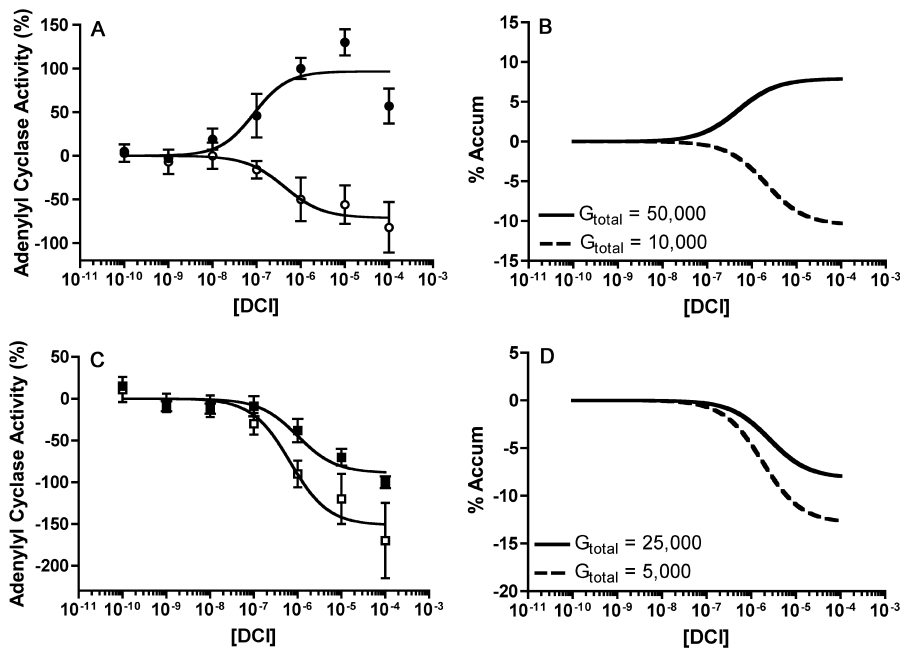 A
Adenylyl Cyclase Activity (%)
150
100
50
0
-50
-100
10-11 10-10 10-9 10-8 10-7 10-6 10-5 10-4 10-3
[DCI]
B
% Accum
15
10
5
0
-5
-10
-15
Gtotal = 50,000
Gtotal = 10,000
10-11 10-10 10-9 10-8 10-7 10-6 10-5 10-4 10-3
[DCI]
C
Adenylyl Cyclase Activity (%)
50
0
-50
-100
-150
-200
10-11 10-10 10-9 10-8 10-7 10-6 10-5 10-4 10-3
[DCI]
D
% Accum
5
0
-5
-10
-15
-20
Gtotal = 25,000
Gtotal = 5,000
10-11 10-10 10-9 10-8 10-7 10-6 10-5 10-4 10-3
[DCI]